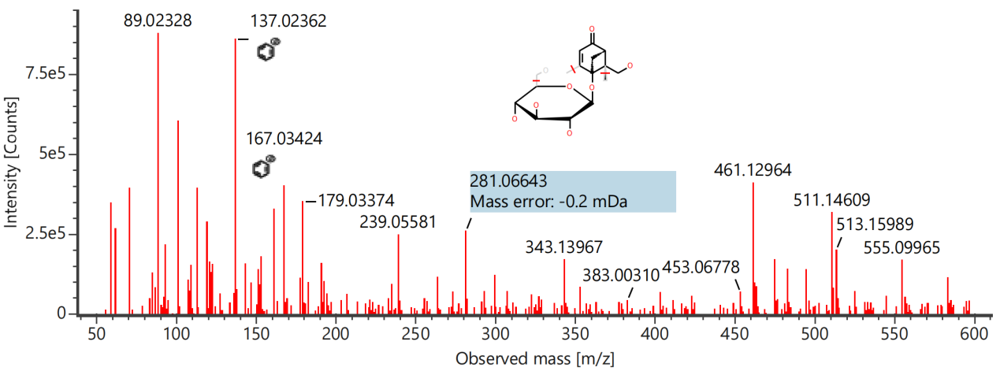 89.02328
137.02362
167.03424
179.03374
239.05581
281.06643
Mass error: -0.2 mDa
343.13967
383.00310
453.06778
461.12964
511.14609
513.15989
555.09965
O
O
O
O
O
O
O
O
Intensity [Counts]
7.5e5
5e5
2.5e5
0
50 100 150 200 250 300 350 400 450 500 550 600
Observed mass [m/z]